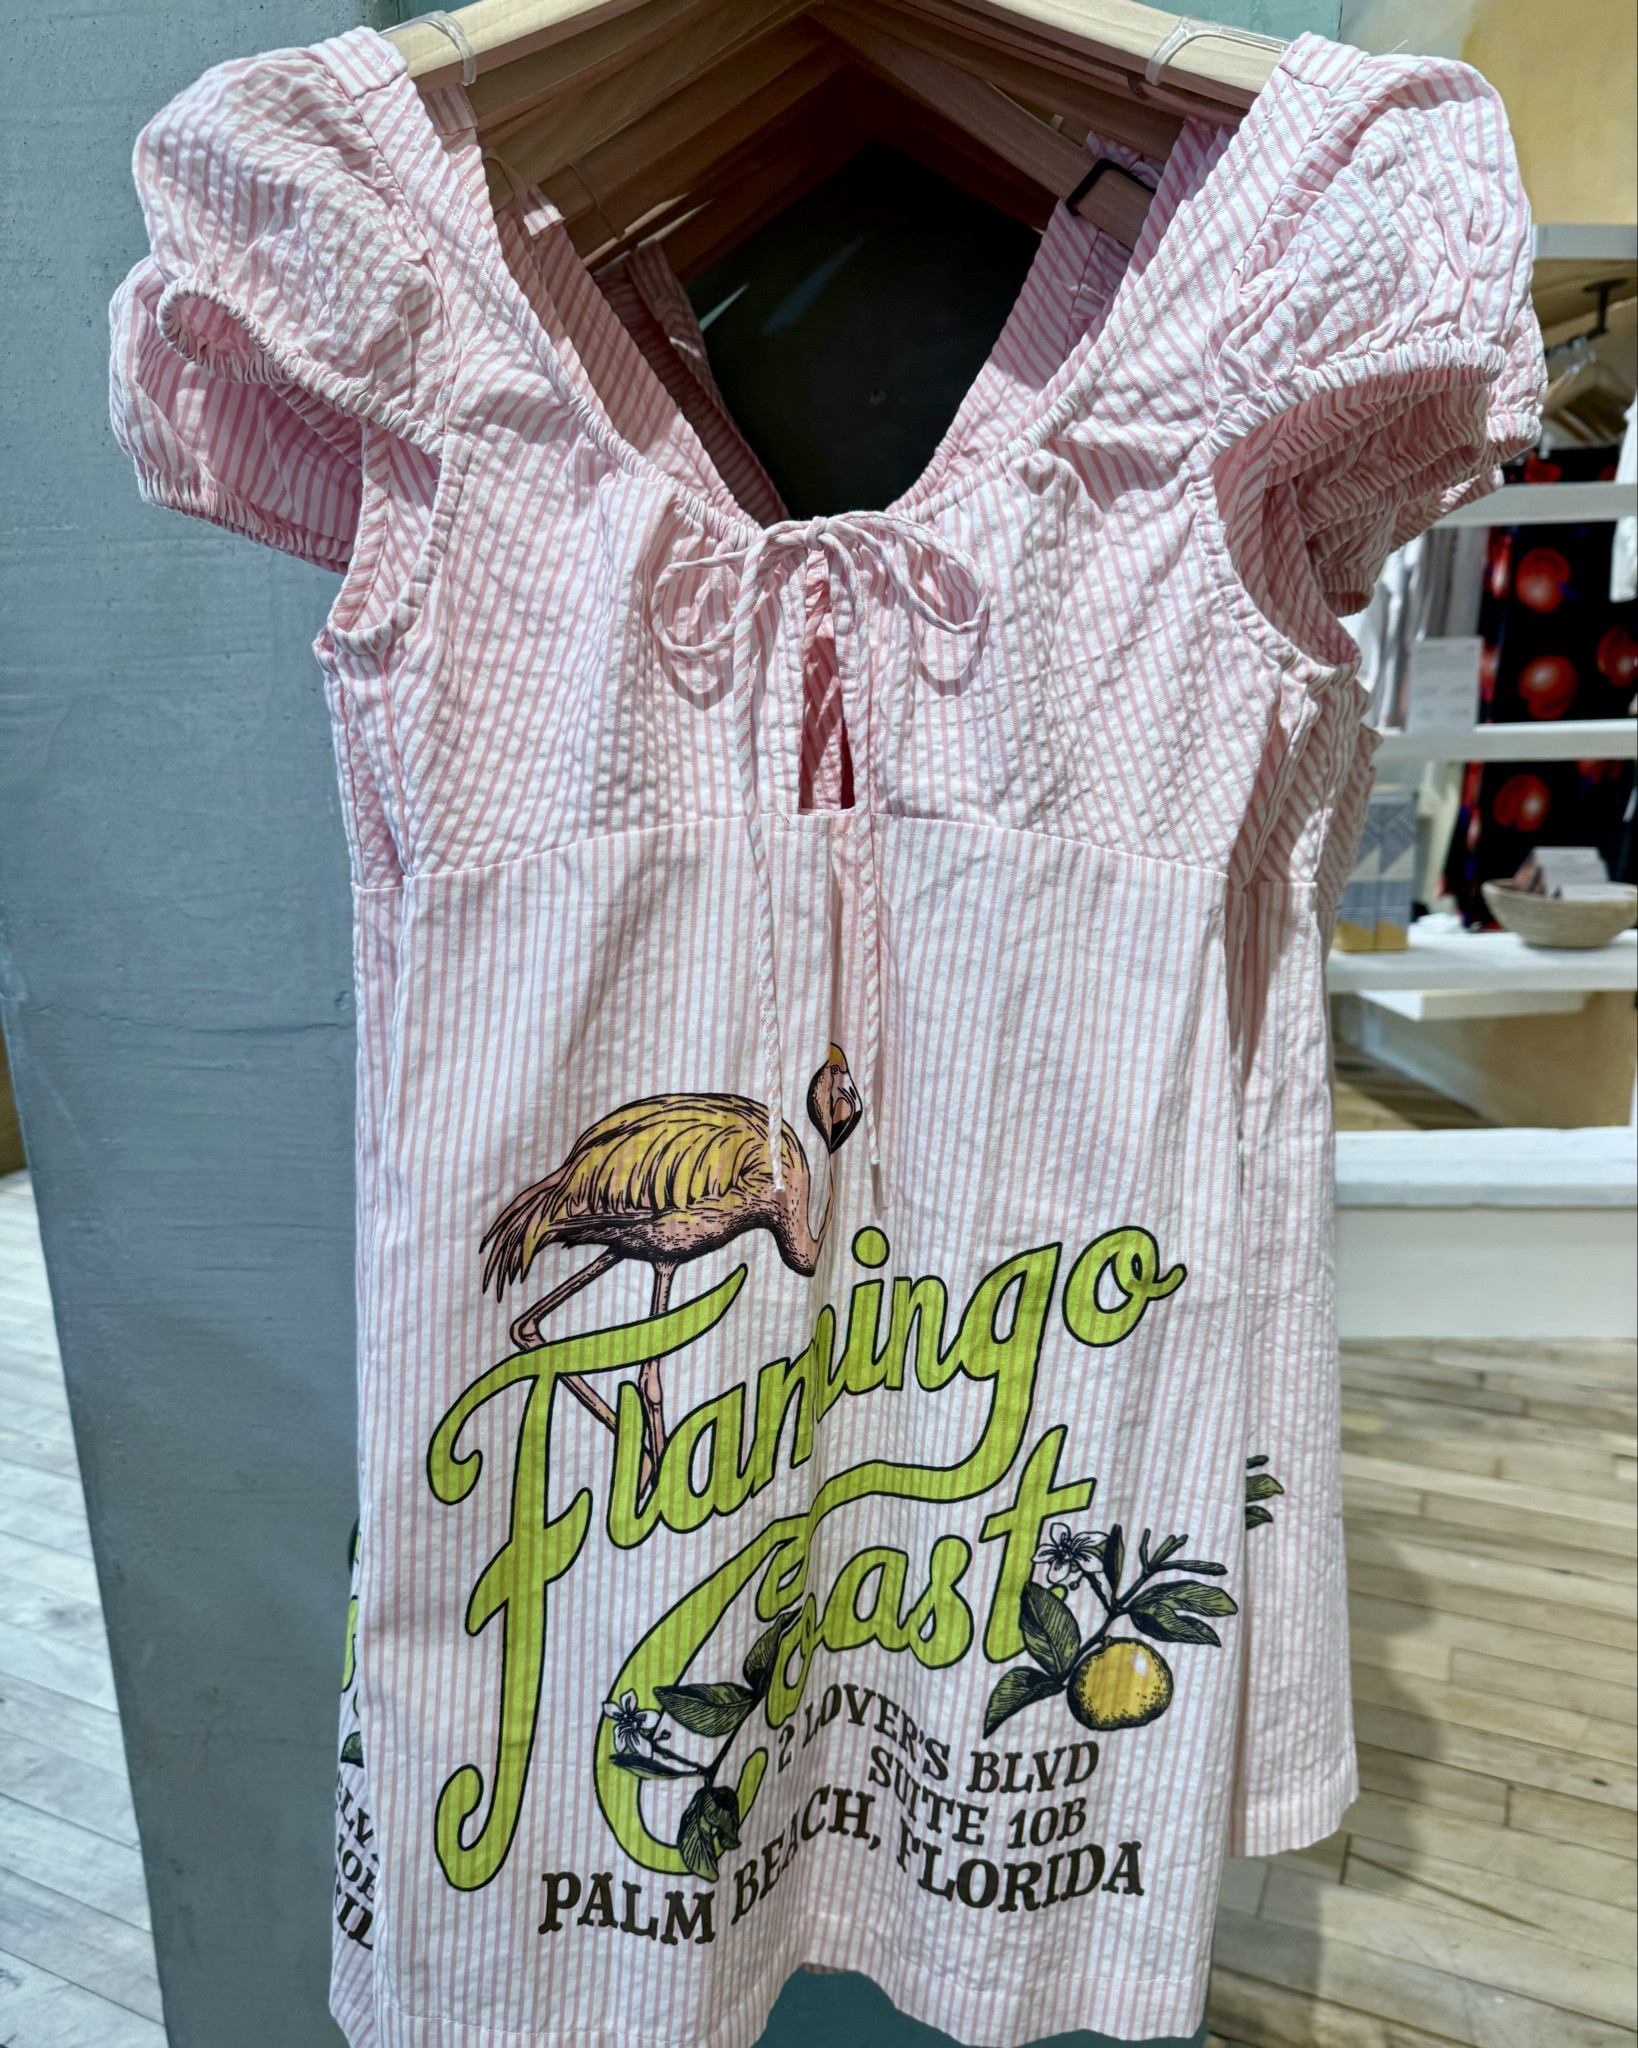 Flamingo
Coast
2 LOVER'S BLVD
SUITE 10B
PALM BEACH, FLORIDA